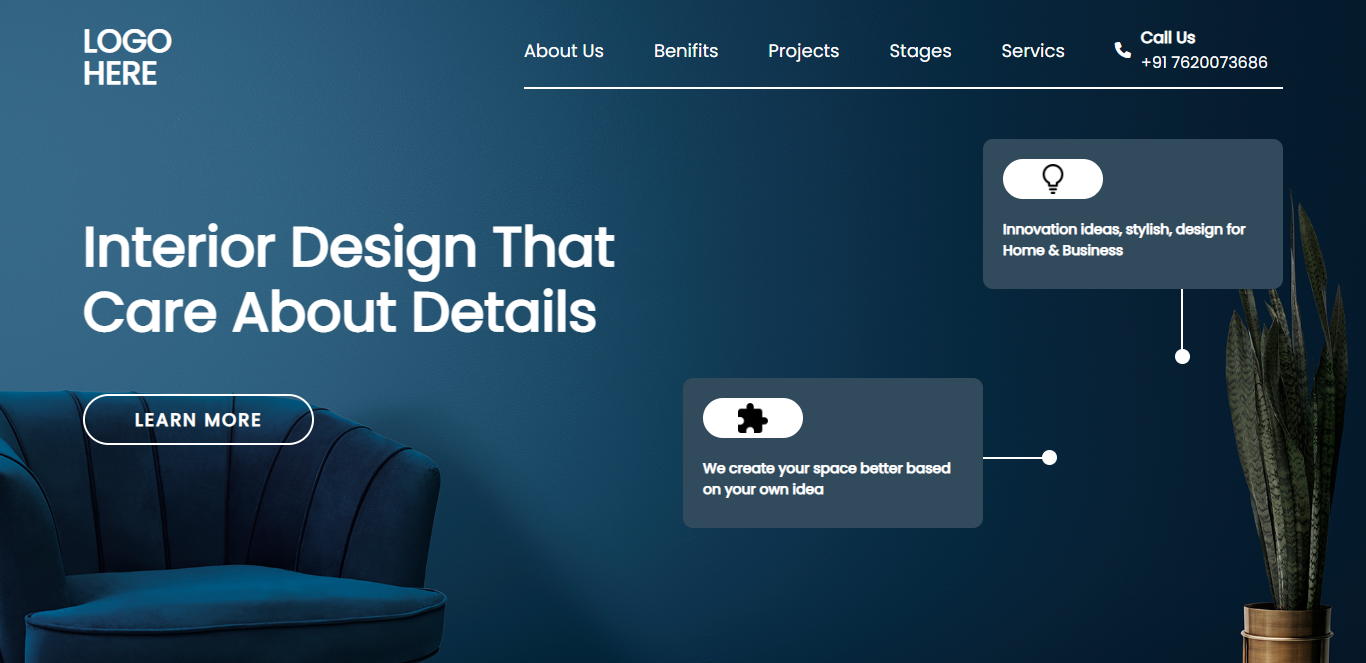 LOGO
HERE
About Us
Benifits
Projects
Stages
Servics
Call Us
+91 7620073686
Innovation ideas, stylish, design for
Home & Business
Interior Design That
Care About Details
LEARN MORE
We create your space better based
on your own idea